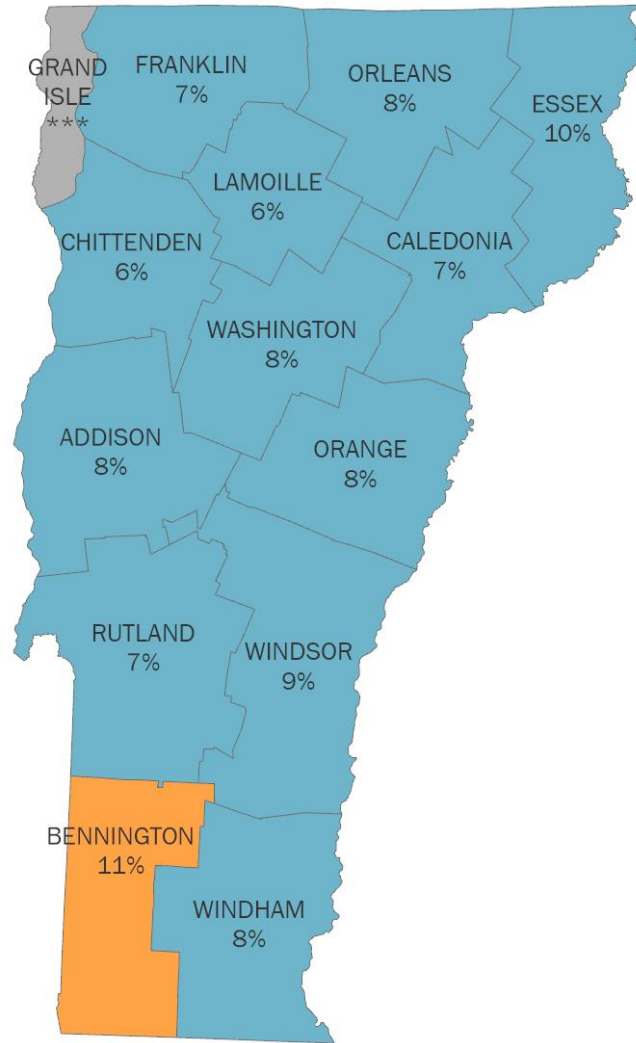 GRAND
ISLE
***
FRANKLIN
7%
ORLEANS
8%
ESSEX
10%
LAMOILLE
6%
CHITTENDEN
6%
CALEDONIA
7%
WASHINGTON
8%
ADDISON
8%
ORANGE
8%
RUTLAND
7%
WINDSOR
9%
BENNINGTON
11%
WINDHAM
8%